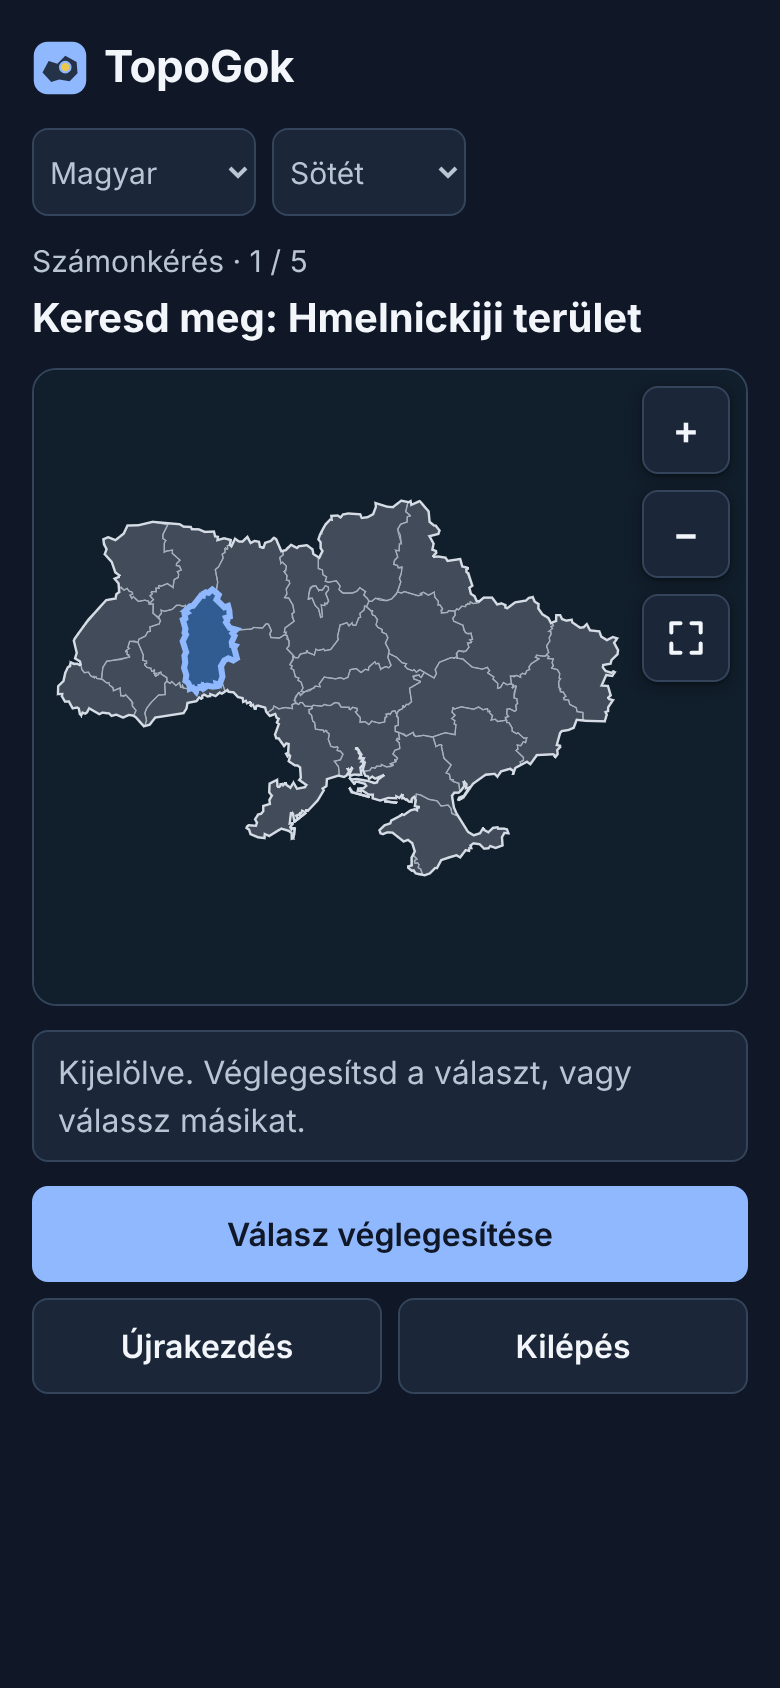 TopoGok
Magyar
Sötét
Számonkérés · 1 / 5
Keresd meg: Hmelnickiji terület
+
−
Kijelölve. Véglegesítsd a választ, vagy
válassz másikat.
Válasz véglegesítése
Újrakezdés
Kilépés